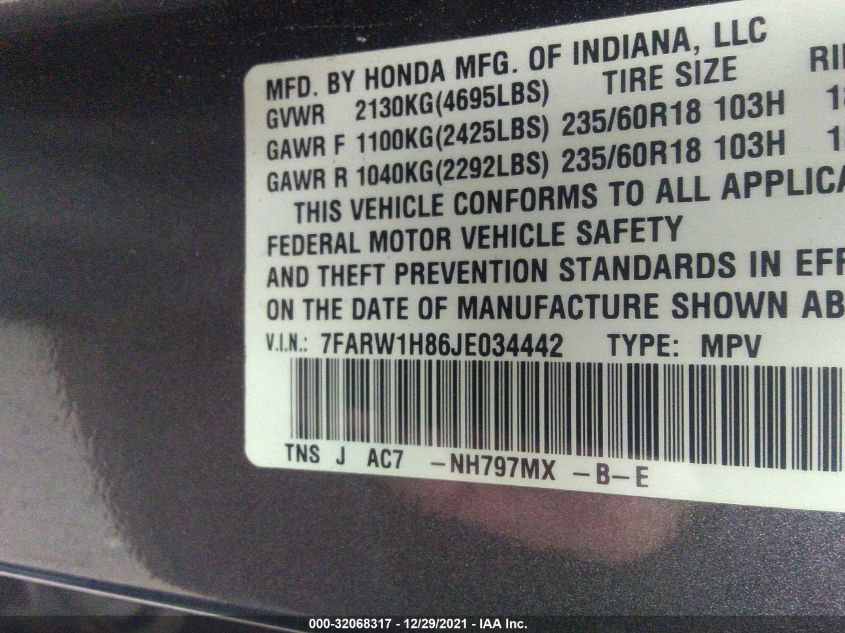 MFD. BY HONDA MFG. OF INDIANA, LLC
GVWR 2130KG(4695LBS) TIRE SIZE
GAWR F 1100KG(2425LBS) 235/60R18 103H
GAWR R 1040KG(2292LBS) 235/60R18 103H
THIS VEHICLE CONFORMS TO ALL
FEDERAL MOTOR VEHICLE SAFETY
AND THEFT PREVENTION STANDARDS IN
ON THE DATE OF MANUFACTURE SHOWN
V.I.N.: 7FARW1H86JE034442 TYPE: MPV
TNS J AC7 -NH797MX -B-E
000-32068317 - 12/29/2021 - IAA Inc.